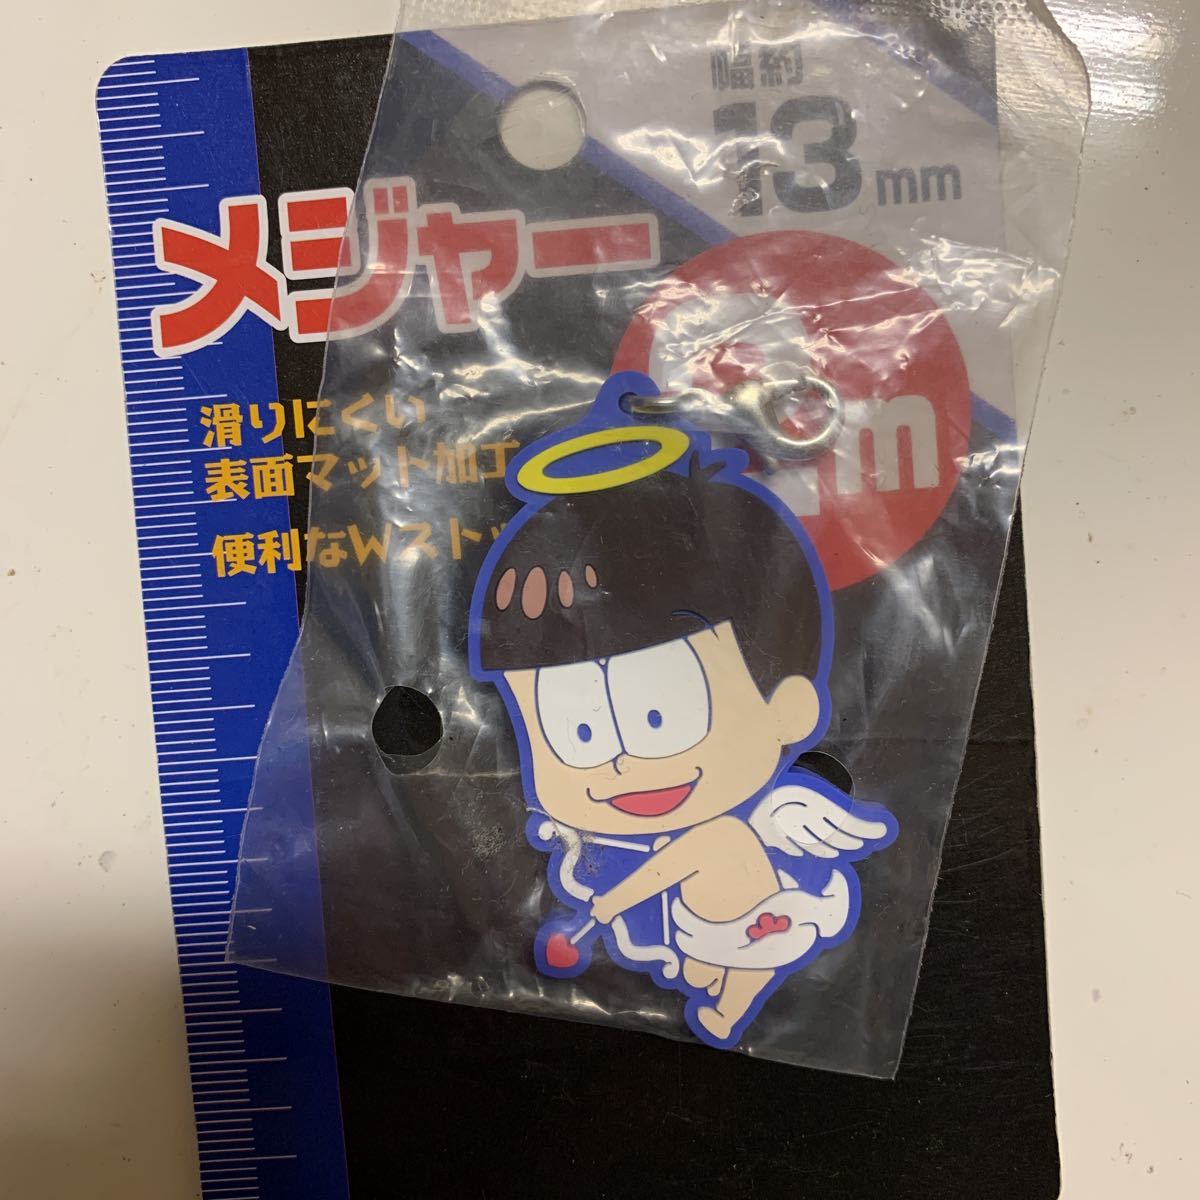 幅約
13mm
メジャー
m
滑りにくい
表面マット加工
便利なWストッ